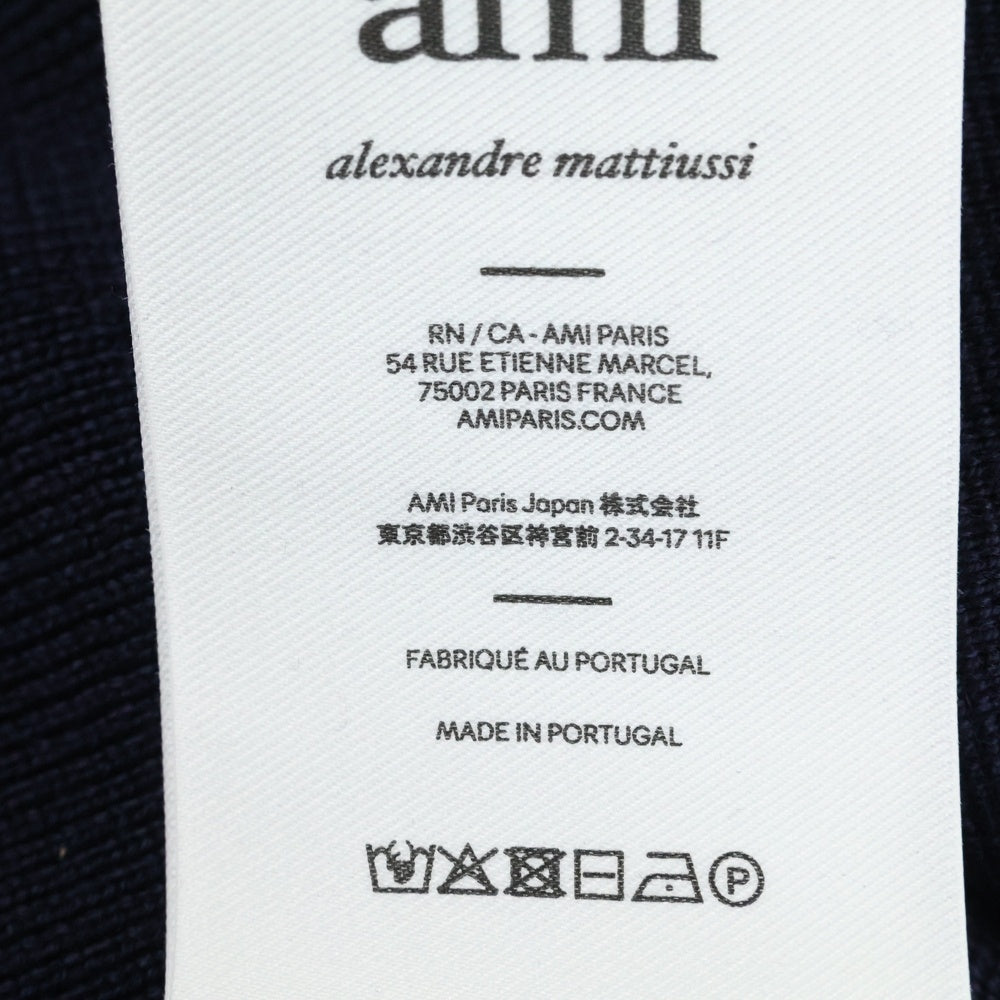 ami
alexandre mattiussi
RN / CA - AMI PARIS
54 RUE ETIENNE MARCEL,
75002 PARIS FRANCE
AMIPARIS.COM
AMI Paris Japan 株式会社
東京都渋谷区神宮前 2-34-17 11F
FABRIQUÉ AU PORTUGAL
MADE IN PORTUGAL
P